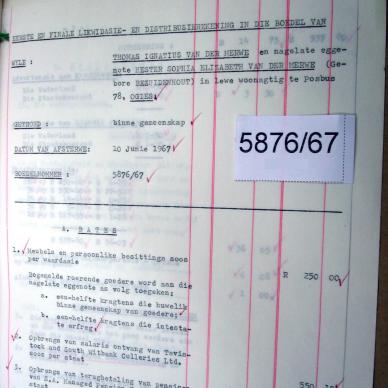 EERSTE EN FINALE LIKWIDASIE- EN DISTRIBUSIEREKENING IN DIE BOEDEL VAN
WYLE :
THOMAS IGNATIUS VAN DER MERWE en nagelate egge-
note HESTER SOPHIA ELIZABETH VAN DER MERWE (Ge-
bore BEZUIDENHOUT) in lewe woonagtig te Posbus
78, OGIES.
GETROUD : binne gemeenskap
DATUM VAN AFSTERWE: 10 Junie 1967
BOEDELNOMMER : 5876/67
5876/67
A. BATES
1. Meubels en persoonlike besittings soos
per waardasie R 250 00
Bogemelde roerende goedere word aan die
nagelate eggenote as volg toegeken:
a. een-helfte kragtens die huwelik
binne gemeenskap van goedere;
b. een-helfte kragtens die intesta-
te erfreg.
2. Opbrengs van salaris ontvang van Tavis-
tock and South Witbank Collieries Ltd.
soos per staat
3. Opbrengs van terugbetaling van pensioen-